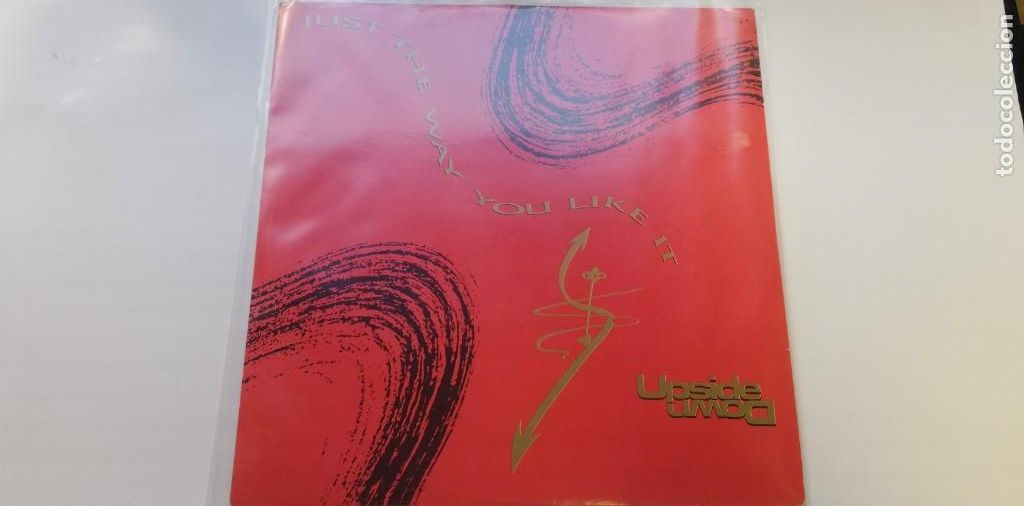 JUST THE WAY YOU LIKE IT
Upside
Down
todocoleccion